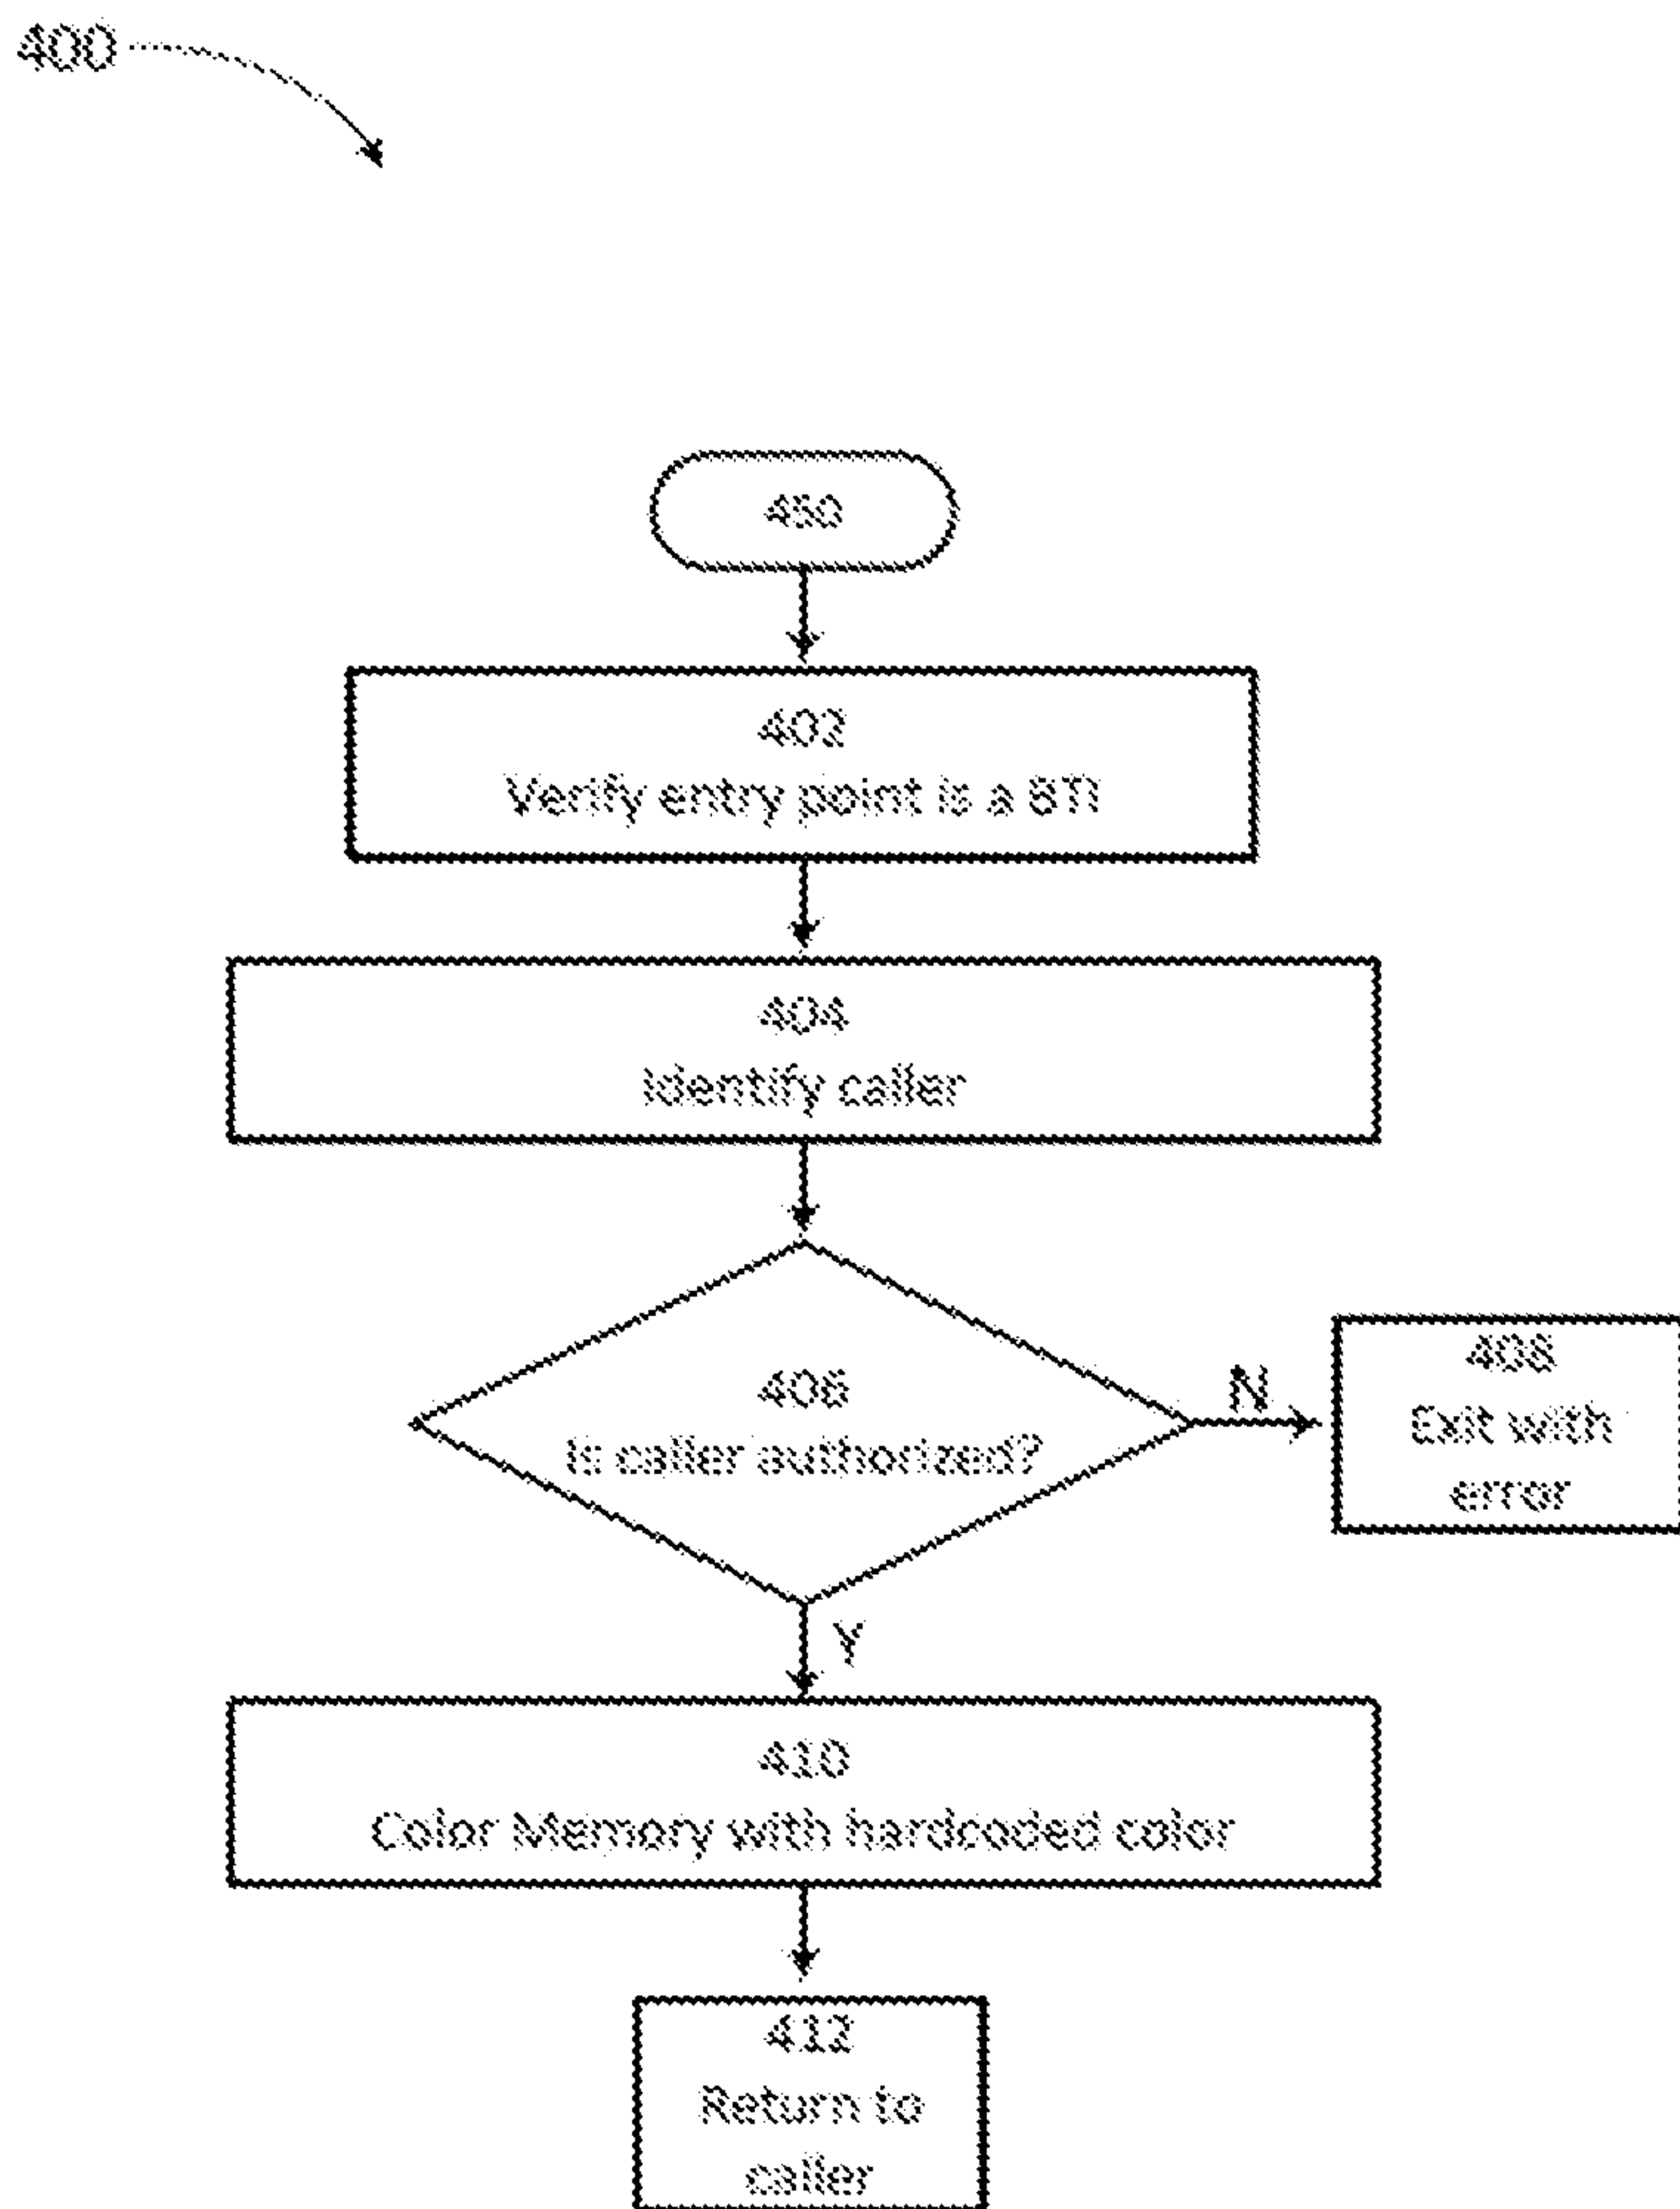 400
450
402
Verify entry point is a BTI
404
Identify caller
406
Is caller authorized?
N
408
Exit with
error
Y
410
Color Memory with hardcoded color
412
Return to
caller